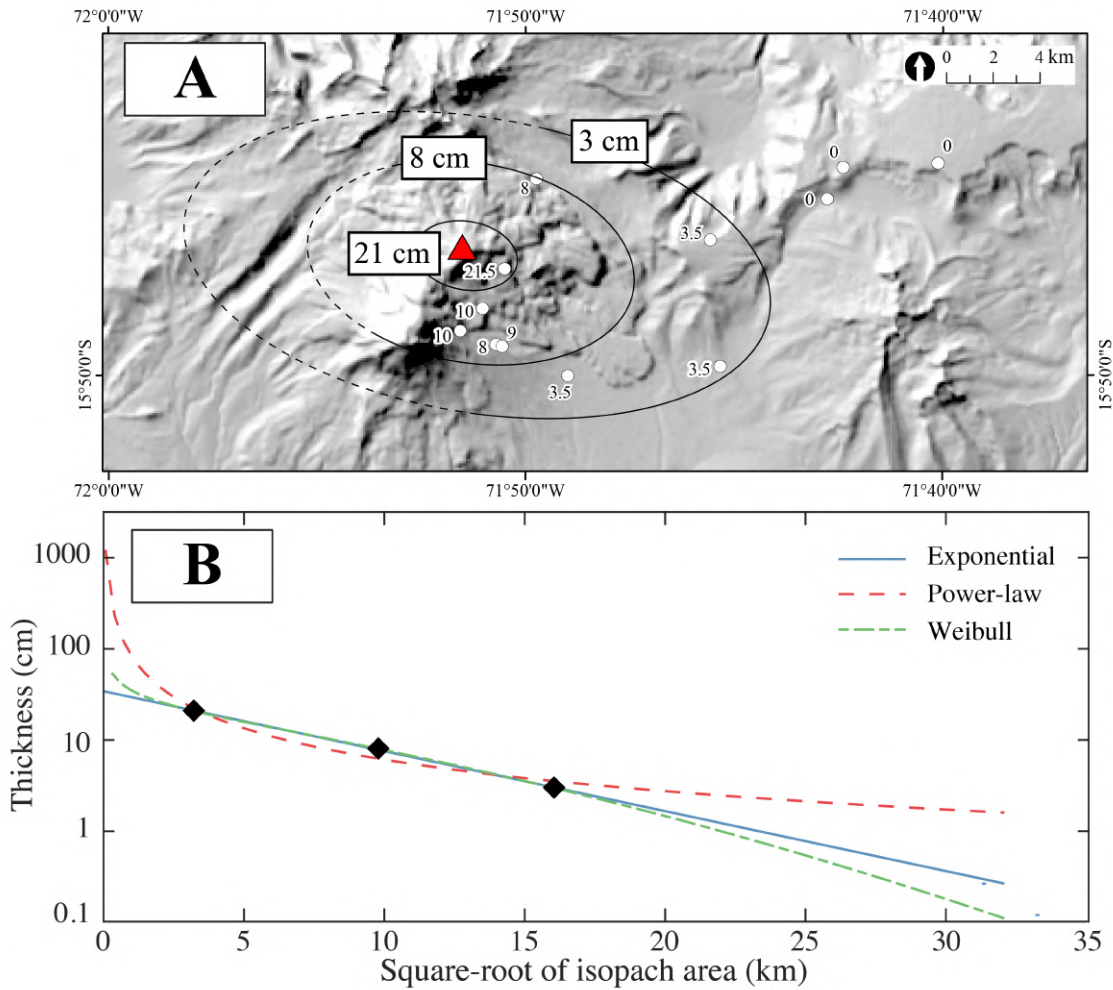 72°0'0"W 71°50'0"W 71°40'0"W
A
0 2 4 km
3 cm
8 cm
0
0
8
0
3.5
21 cm
21.5
10
10
9
8
3.5
3.5
15°50'0"S
15°50'0"S
72°0'0"W 71°50'0"W 71°40'0"W
B
1000
100
10
1
0.1
Thickness (cm)
Exponential
Power-law
Weibull
0 5 10 15 20 25 30 35
Square-root of isopach area (km)